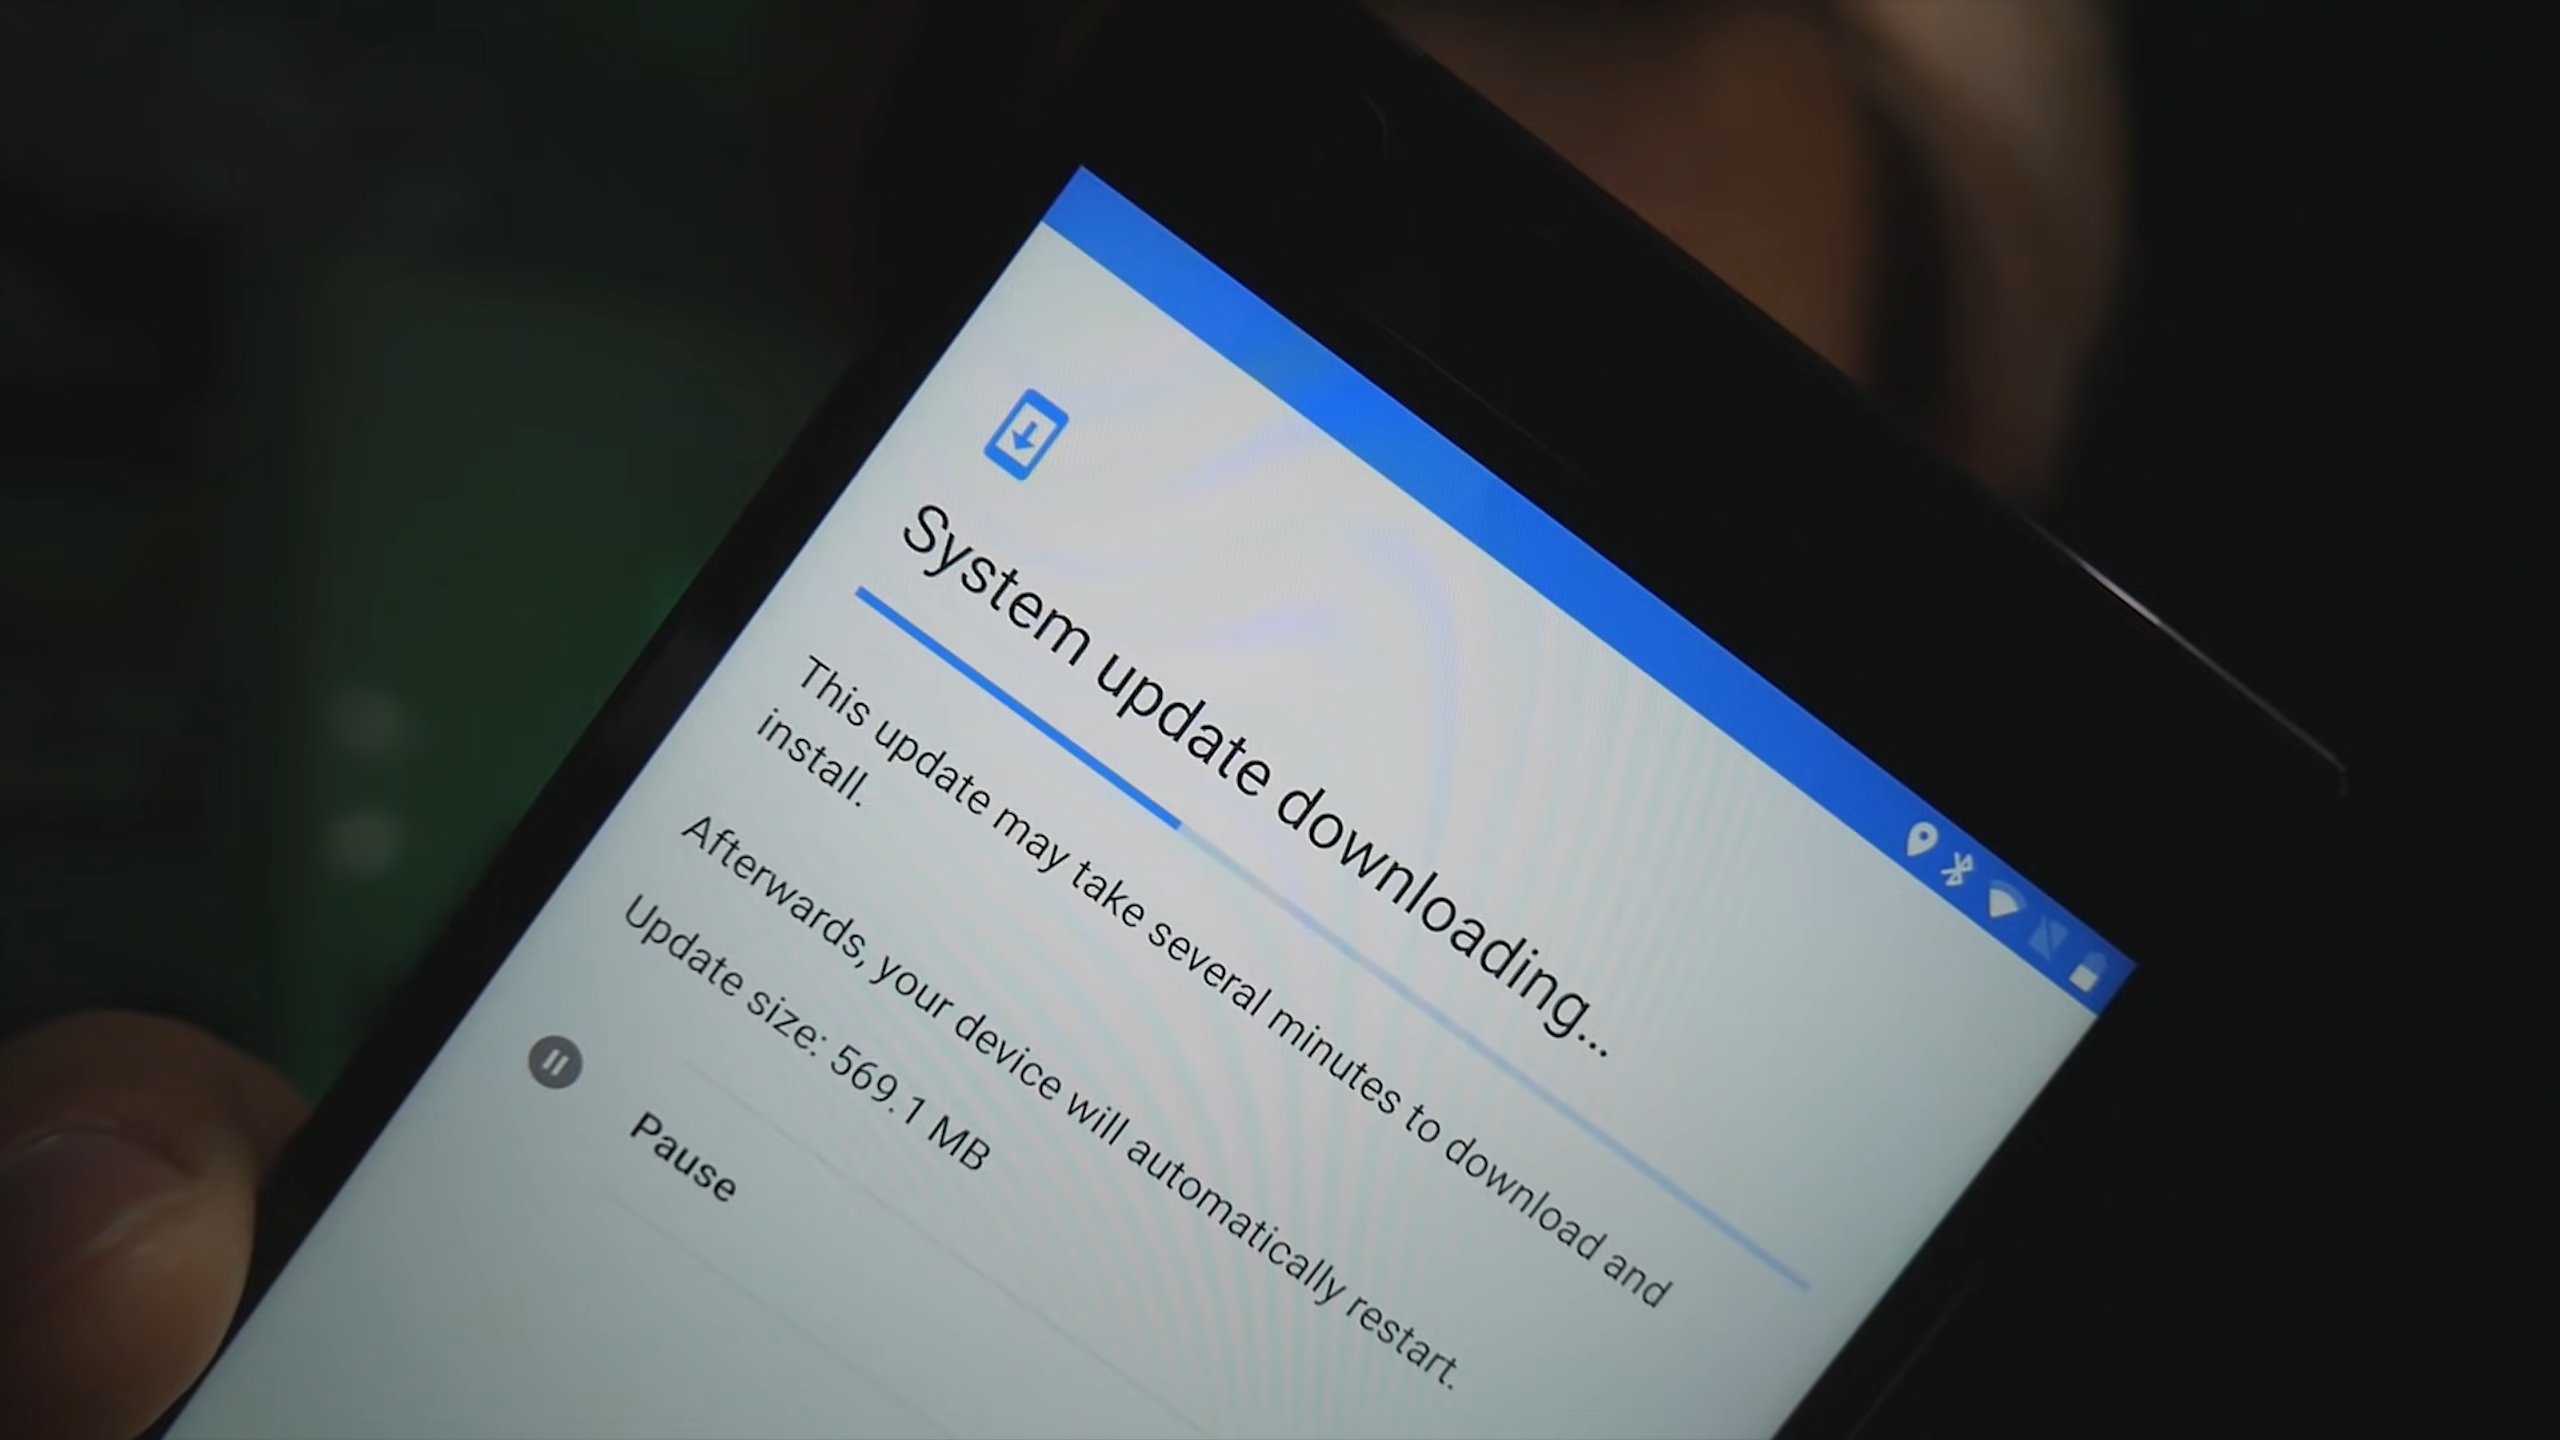 System update downloading...
This update may take several minutes to download and
install.
Afterwards, your device will automatically restart.
Update size: 569.1 MB
Pause